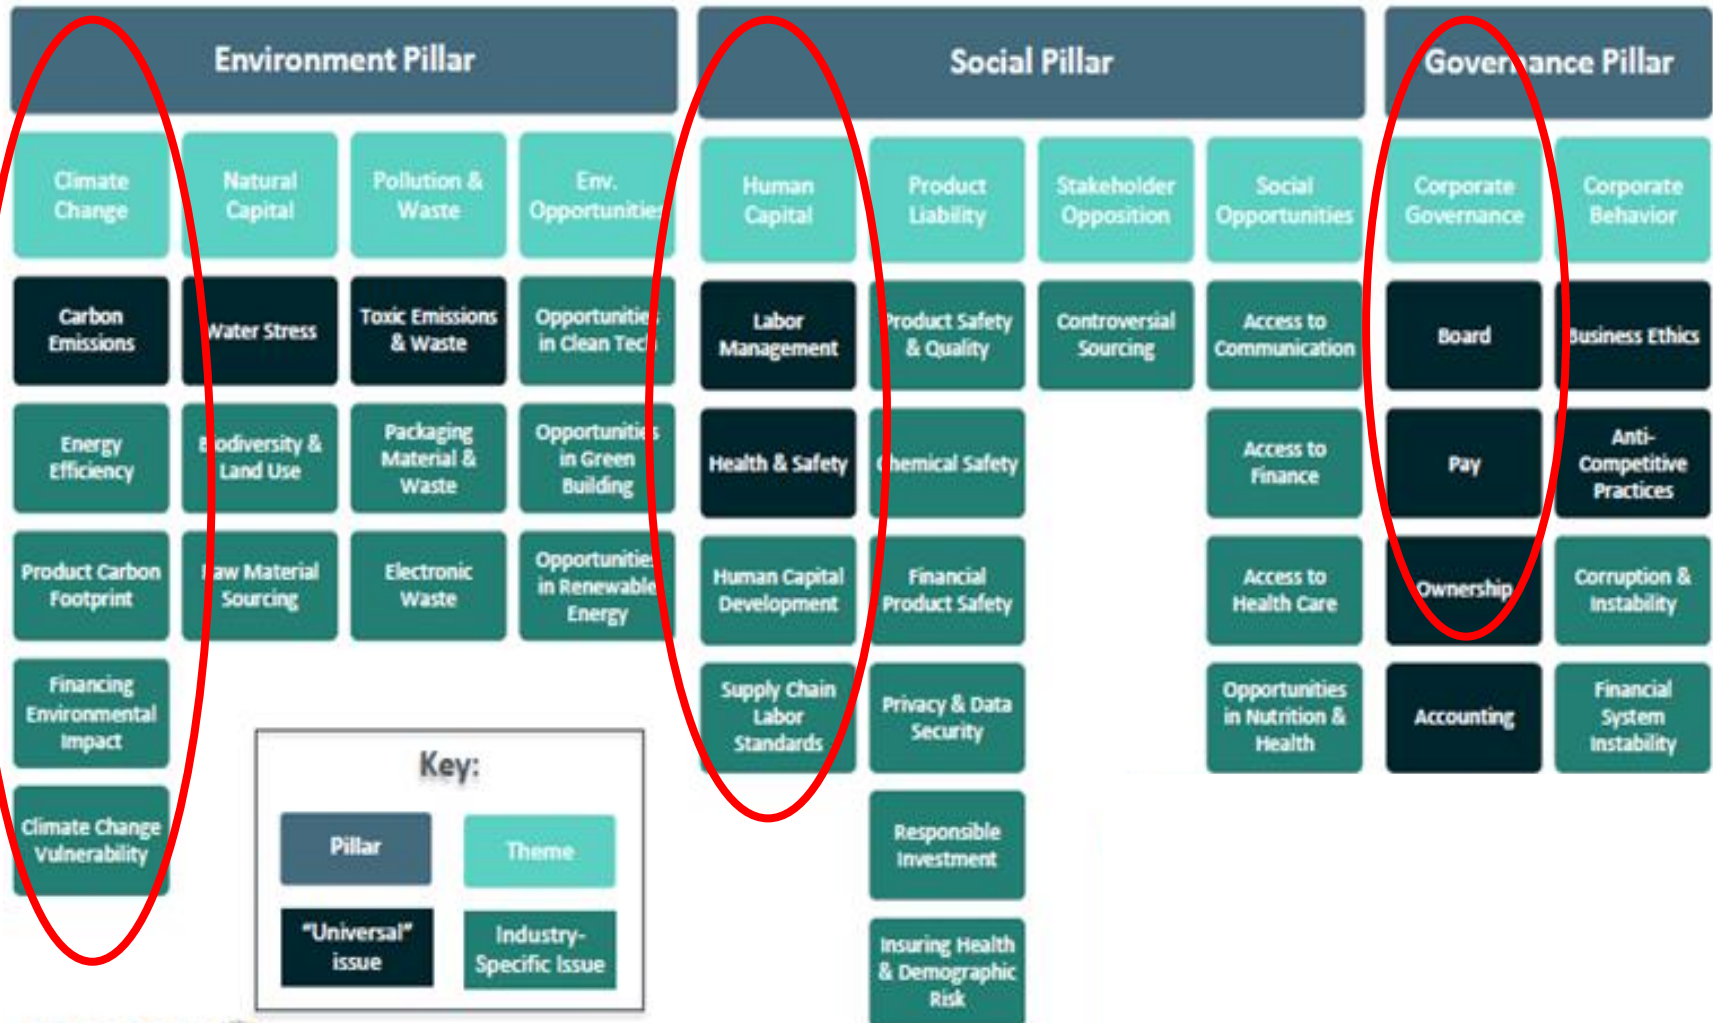 Environment Pillar
Climate
Change
Natural
Capital
Pollution &
Waste
Env.
Opportunities
Carbon
Emissions
Water Stress
Toxic Emissions
& Waste
Opportunities
in Clean Tech
Energy
Efficiency
Biodiversity &
Land Use
Packaging
Material &
Waste
Opportunities
in Green
Building
Product Carbon
Footprint
Raw Material
Sourcing
Electronic
Waste
Opportunities
in Renewable
Energy
Financing
Environmental
Impact
Climate Change
Vulnerability
Social Pillar
Human
Capital
Product
Liability
Stakeholder
Opposition
Social
Opportunities
Labor
Management
Product Safety
& Quality
Controversial
Sourcing
Access to
Communication
Health & Safety
Chemical Safety
Access to
Finance
Human Capital
Development
Financial
Product Safety
Access to
Health Care
Supply Chain
Labor
Standards
Privacy & Data
Security
Opportunities
in Nutrition &
Health
Responsible
Investment
Insuring Health
& Demographic
Risk
Governance Pillar
Corporate
Governance
Corporate
Behavior
Board
Business Ethics
Pay
Anti-
Competitive
Practices
Ownership
Corruption &
Instability
Accounting
Financial
System
Instability
Key:
Pillar
Theme
"Universal"
issue
Industry-
Specific Issue